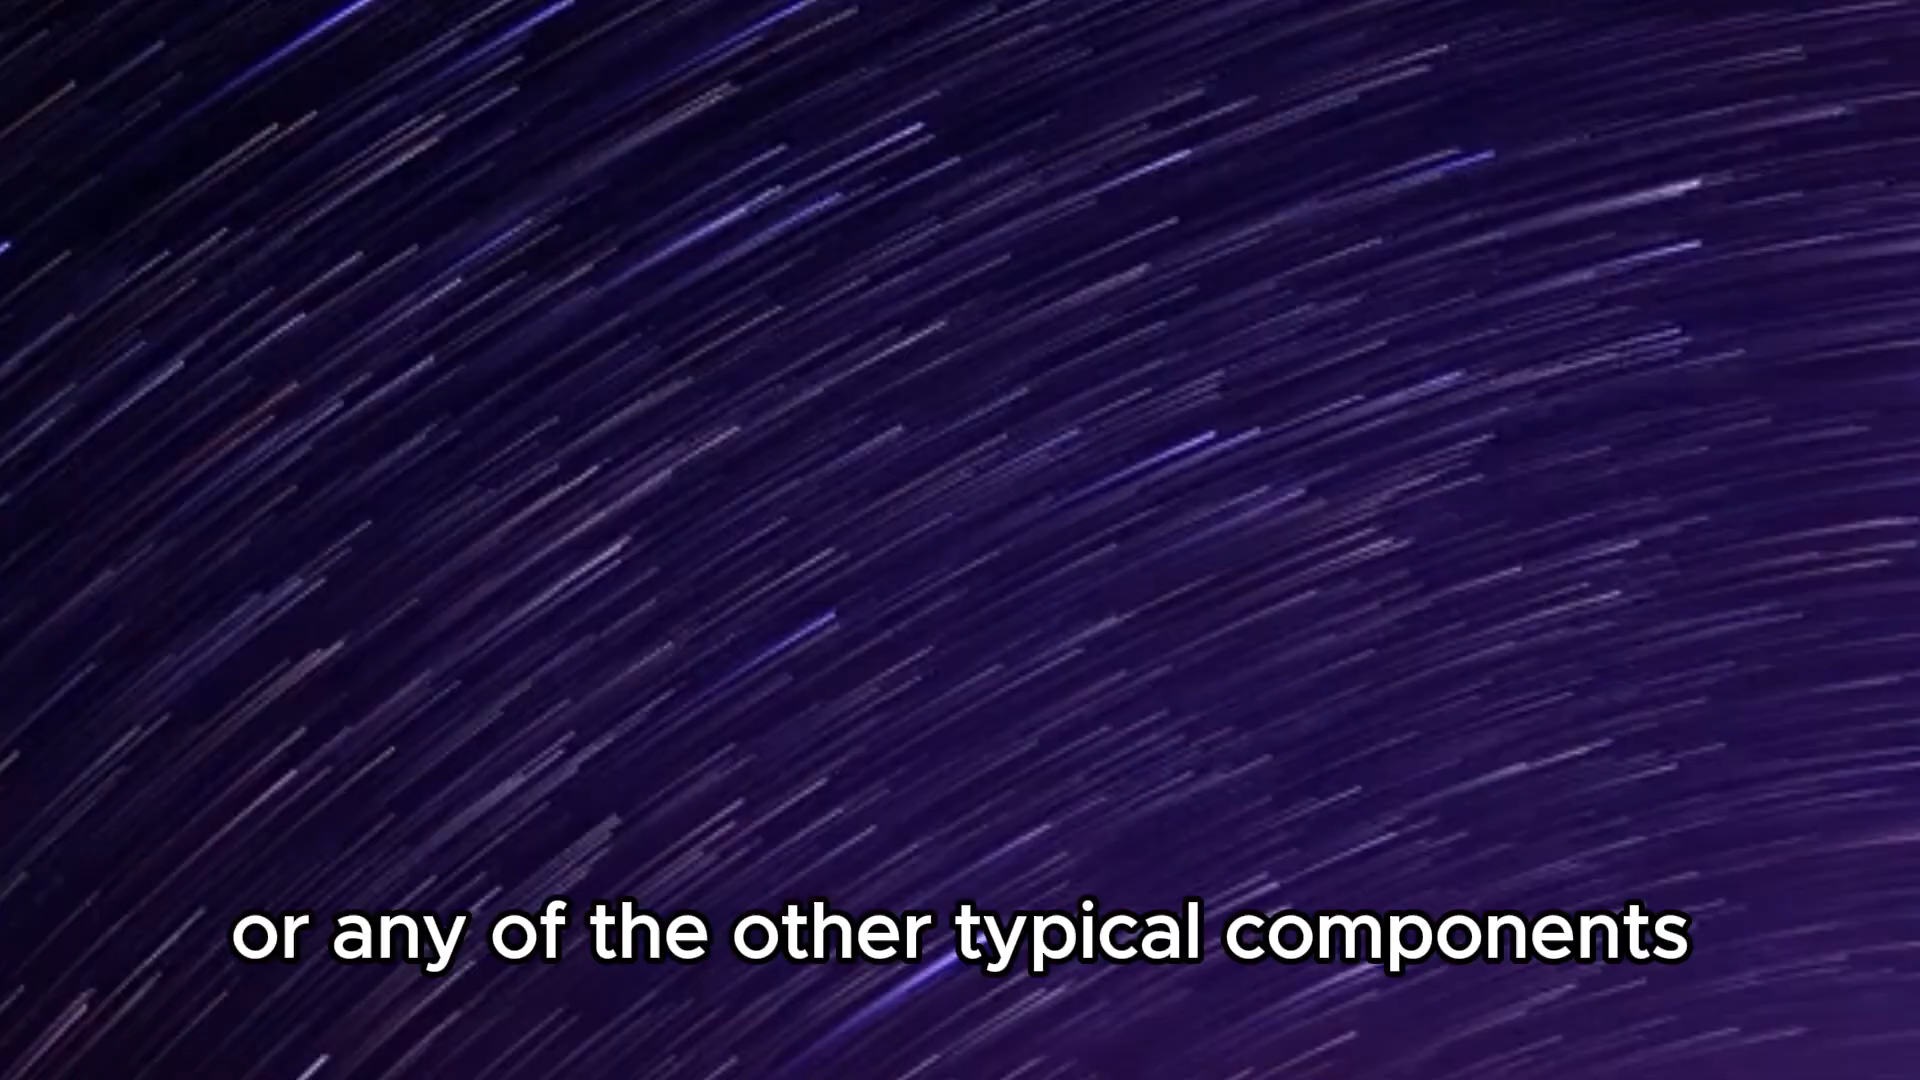 or any of the other typical components